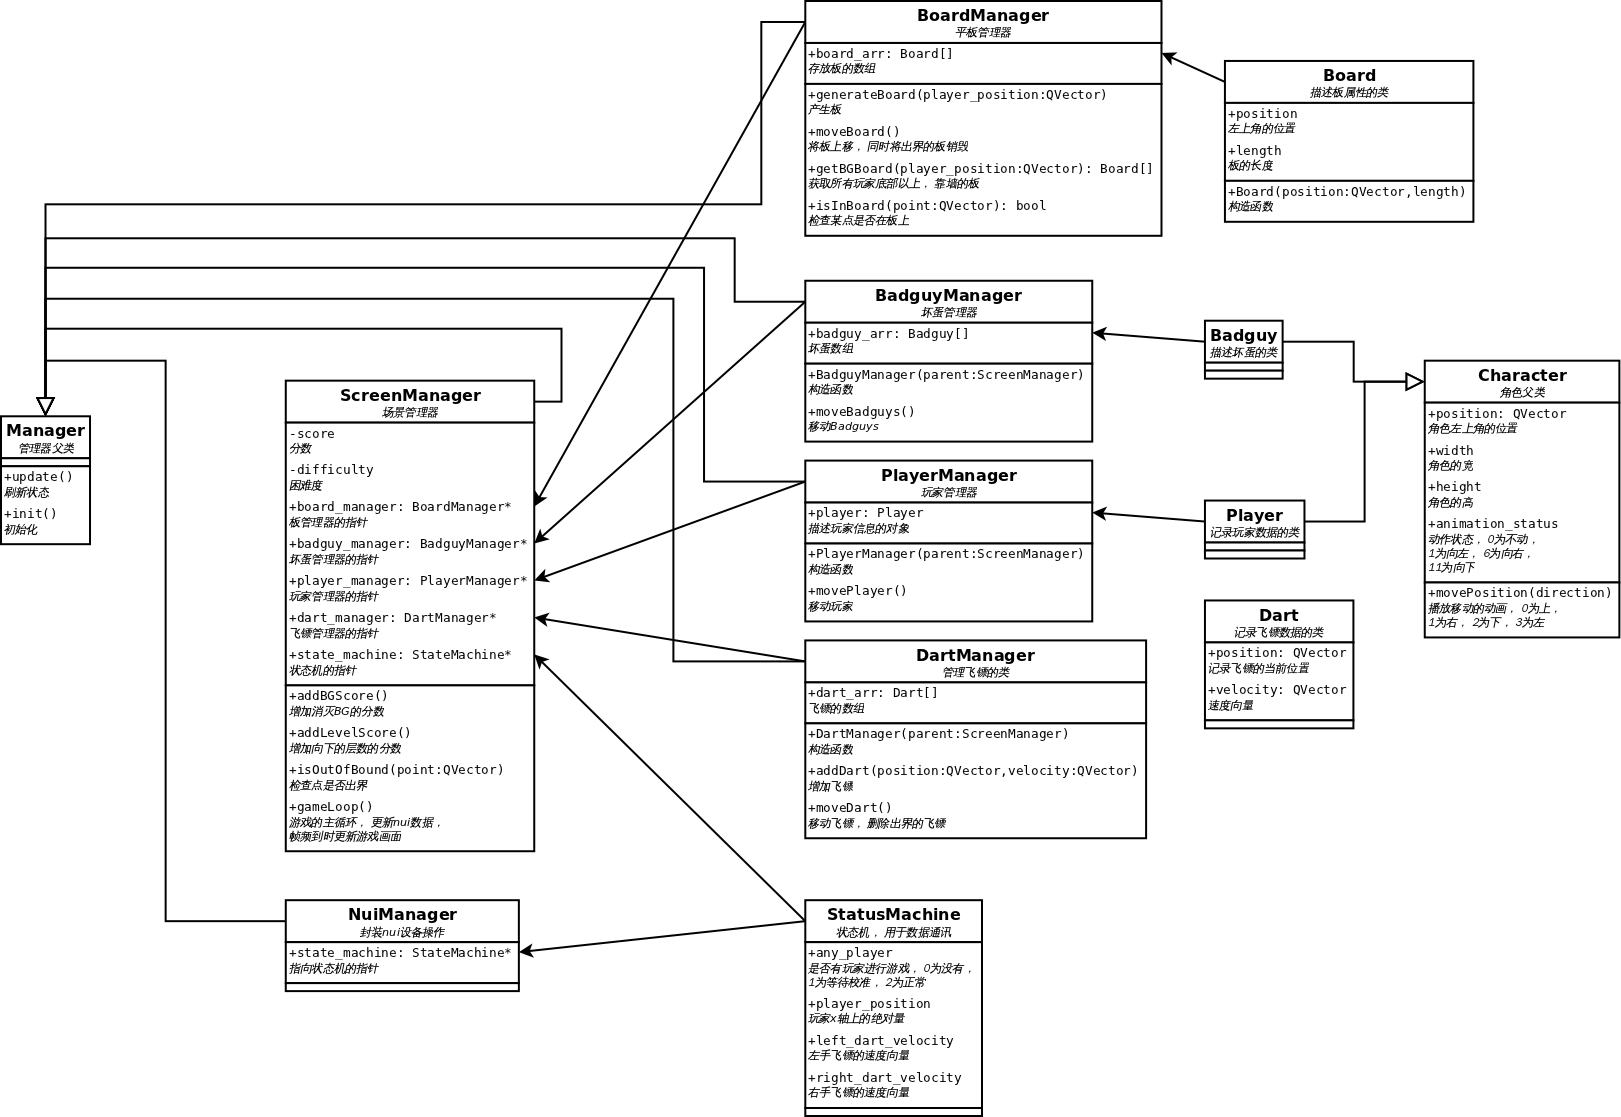 BoardManager
平板管理器
+board_arr: Board[]
存放板的数组
+generateBoard(player_position:QVector)
产生板
+moveBoard()
将板上移，同时将出界的板销毁
+getBGBoard(player_position:QVector): Board[]
获取所有玩家底部以上，靠墙的板
+isInBoard(point:QVector): bool
检查某点是否在板上
Board
描述板属性的类
+position
左上角的位置
+length
板的长度
+Board(position:QVector,length)
构造函数
BadguyManager
坏蛋管理器
+badguy_arr: Badguy[]
坏蛋数组
+BadguyManager(parent:ScreenManager)
构造函数
+moveBadguys()
移动Badguys
Badguy
描述坏蛋的类
Character
角色父类
+position: QVector
角色左上角的位置
+width
角色的宽
+height
角色的高
+animation_status
动作状态，0为不动，
1为向左，6为向右，
11为向下
+movePosition(direction)
播放移动的动画，0为上，
1为右，2为下，3为左
Manager
管理器父类
+update()
刷新状态
+init()
初始化
ScreenManager
场景管理器
-score
分数
-difficulty
困难度
+board_manager: BoardManager*
板管理器的指针
+badguy_manager: BadguyManager*
坏蛋管理器的指针
+player_manager: PlayerManager*
玩家管理器的指针
+dart_manager: DartManager*
飞镖管理器的指针
+state_machine: StateMachine*
状态机的指针
+addBGScore()
增加消灭BG的分数
+addLevelScore()
增加向下的层数的分数
+isOutOfBound(point:QVector)
检查点是否出界
+gameLoop()
游戏的主循环，更新nui数据，
帧频到时更新游戏画面
PlayerManager
玩家管理器
+player: Player
描述玩家信息的对象
+PlayerManager(parent:ScreenManager)
构造函数
+movePlayer()
移动玩家
Player
记录玩家数据的类
Dart
记录飞镖数据的类
+position: QVector
记录飞镖的当前位置
+velocity: QVector
速度向量
DartManager
管理飞镖的类
+dart_arr: Dart[]
飞镖的数组
+DartManager(parent:ScreenManager)
构造函数
+addDart(position:QVector,velocity:QVector)
增加飞镖
+moveDart()
移动飞镖，删除出界的飞镖
NuiManager
封装nui设备操作
+state_machine: StateMachine*
指向状态机的指针
StatusMachine
状态机，用于数据通讯
+any_player
是否有玩家进行游戏，0为没有，
1为等待校准，2为正常
+player_position
玩家x轴上的绝对量
+left_dart_velocity
左手飞镖的速度向量
+right_dart_velocity
右手飞镖的速度向量